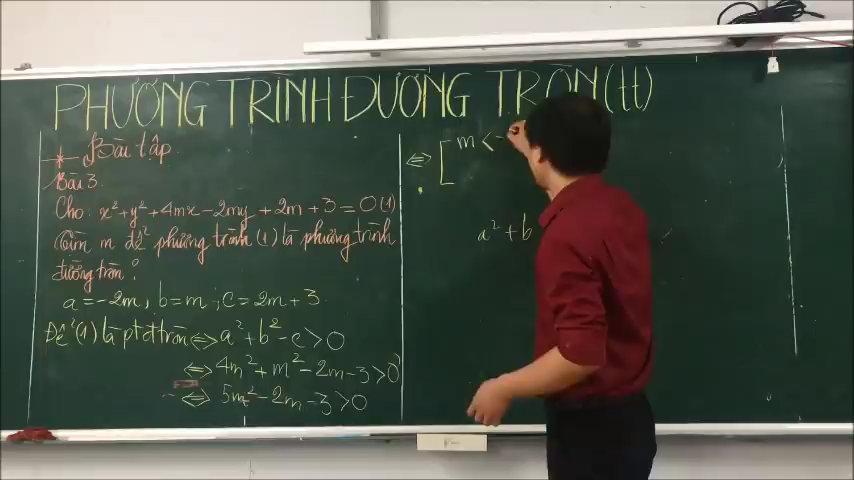 PHƯƠNG TRÌNH ĐƯỜNG TRÒN (tt)
* Bài tập
Bài 3
Cho: x² + y² + 4mx - 2my + 2m + 3 = 0 (1)
Tìm m để phương trình (1) là phương trình
đường tròn?
a = -2m, b = m; c = 2m + 3
Để (1) là pt đ tròn ⇔ a² + b² - c > 0
⇔ 4m² + m² - 2m - 3 > 0
⇔ 5m² - 2m - 3 > 0
⇔ [ m < -
a² + b